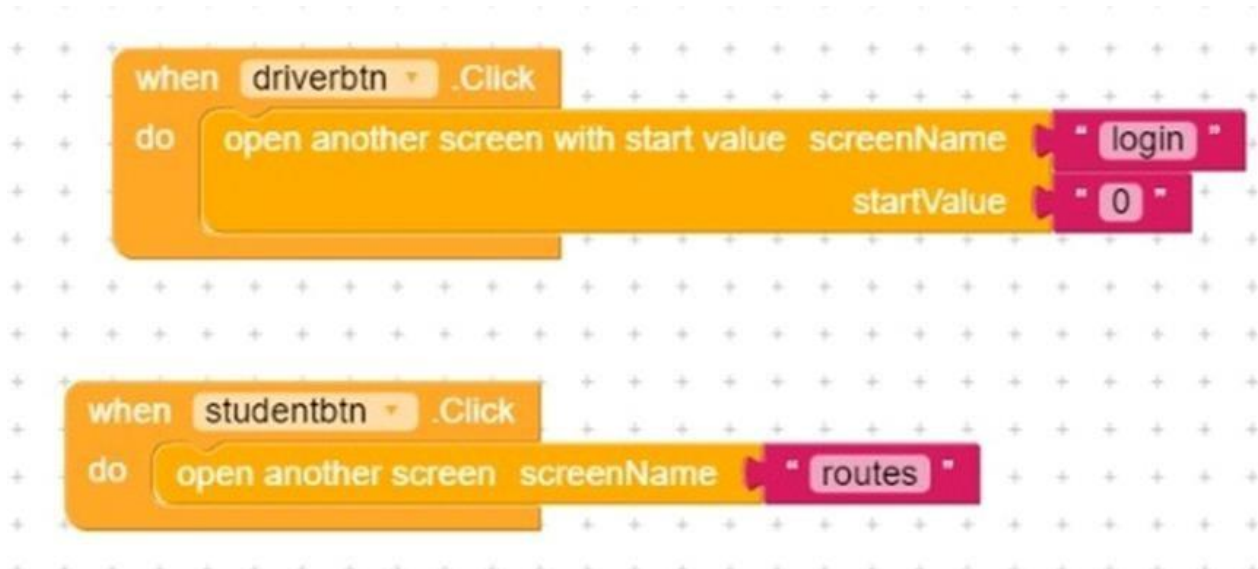 when driverbtn .Click
do open another screen with start value screenName " login "
startValue " 0 "
when studentbtn .Click
do open another screen screenName " routes "